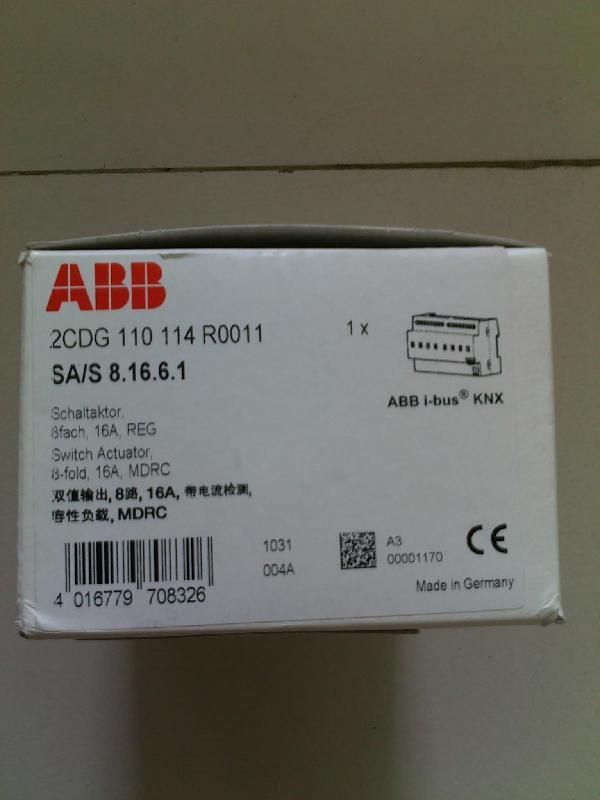 ABB
2CDG 110 114 R0011
SA/S 8.16.6.1
1 x
ABB i-bus® KNX
Schaltaktor,
8fach, 16A, REG
Switch Actuator,
8-fold, 16A, MDRC
双值输出, 8路, 16A, 带电流检测,
容性负载, MDRC
1031
004A
A3
00001170
CE
4 016779 708326
Made in Germany